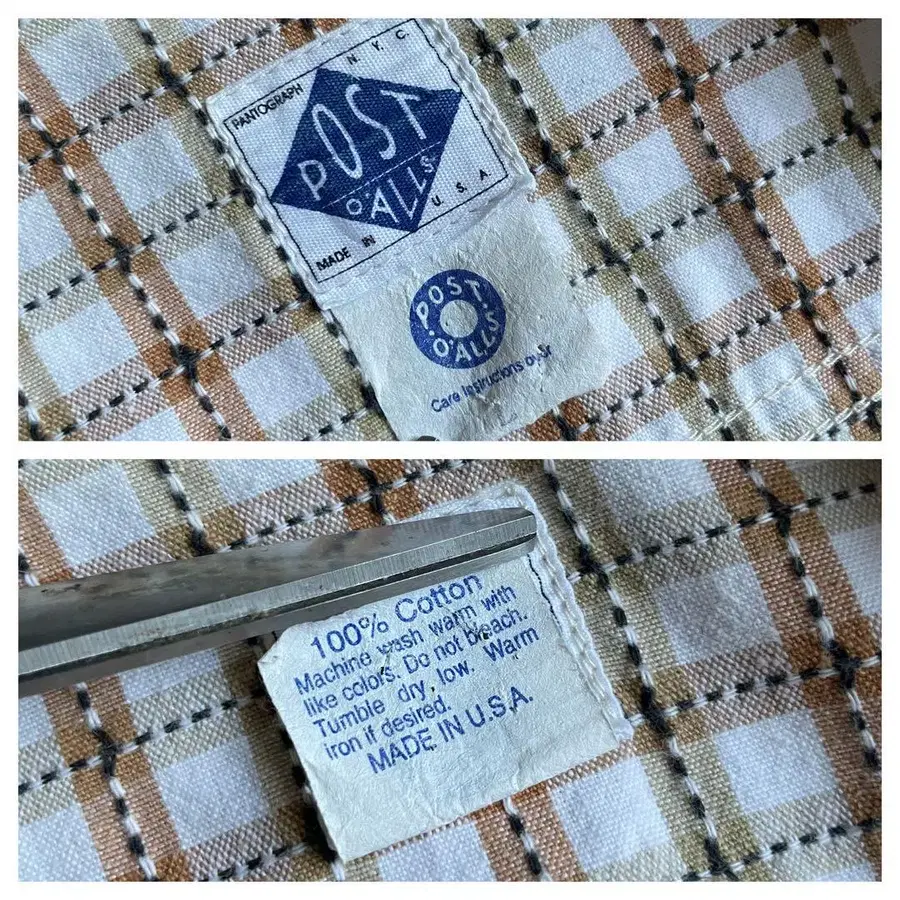 PANTOGRAPH N.Y.C.
POST
O'ALLS
MADE IN U.S.A.
POST
O'ALLS
Care Instructions over
100% Cotton
Machine wash warm with
like colors. Do not bleach.
Tumble dry, low. Warm
iron if desired.
MADE IN U.S.A.